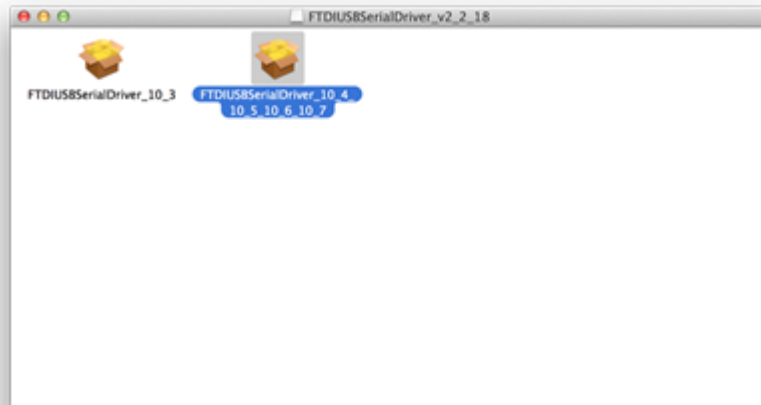 FTDIUSBSerialDriver_v2_2_18
FTDIUSBSerialDriver_10_3
FTDIUSBSerialDriver_10_4_
10_5_10_6_10_7